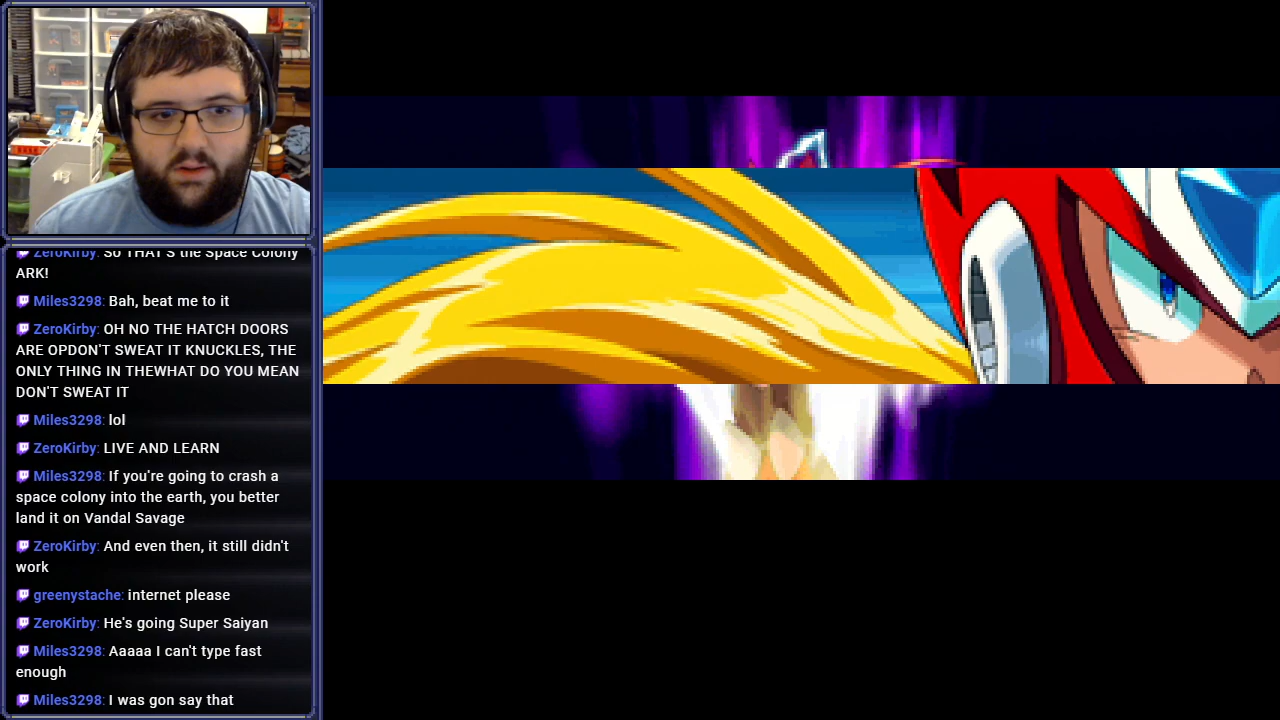 ZeroKirby: SO THAT'S the Space Colony
ARK!
Miles3298: Bah, beat me to it
ZeroKirby: OH NO THE HATCH DOORS
ARE OPDON'T SWEAT IT KNUCKLES, THE
ONLY THING IN THEWHAT DO YOU MEAN
DON'T SWEAT IT
Miles3298: lol
ZeroKirby: LIVE AND LEARN
Miles3298: If you're going to crash a
space colony into the earth, you better
land it on Vandal Savage
ZeroKirby: And even then, it still didn't
work
greenystache: internet please
ZeroKirby: He's going Super Saiyan
Miles3298: Aaaaa I can't type fast
enough
Miles3298: I was gon say that